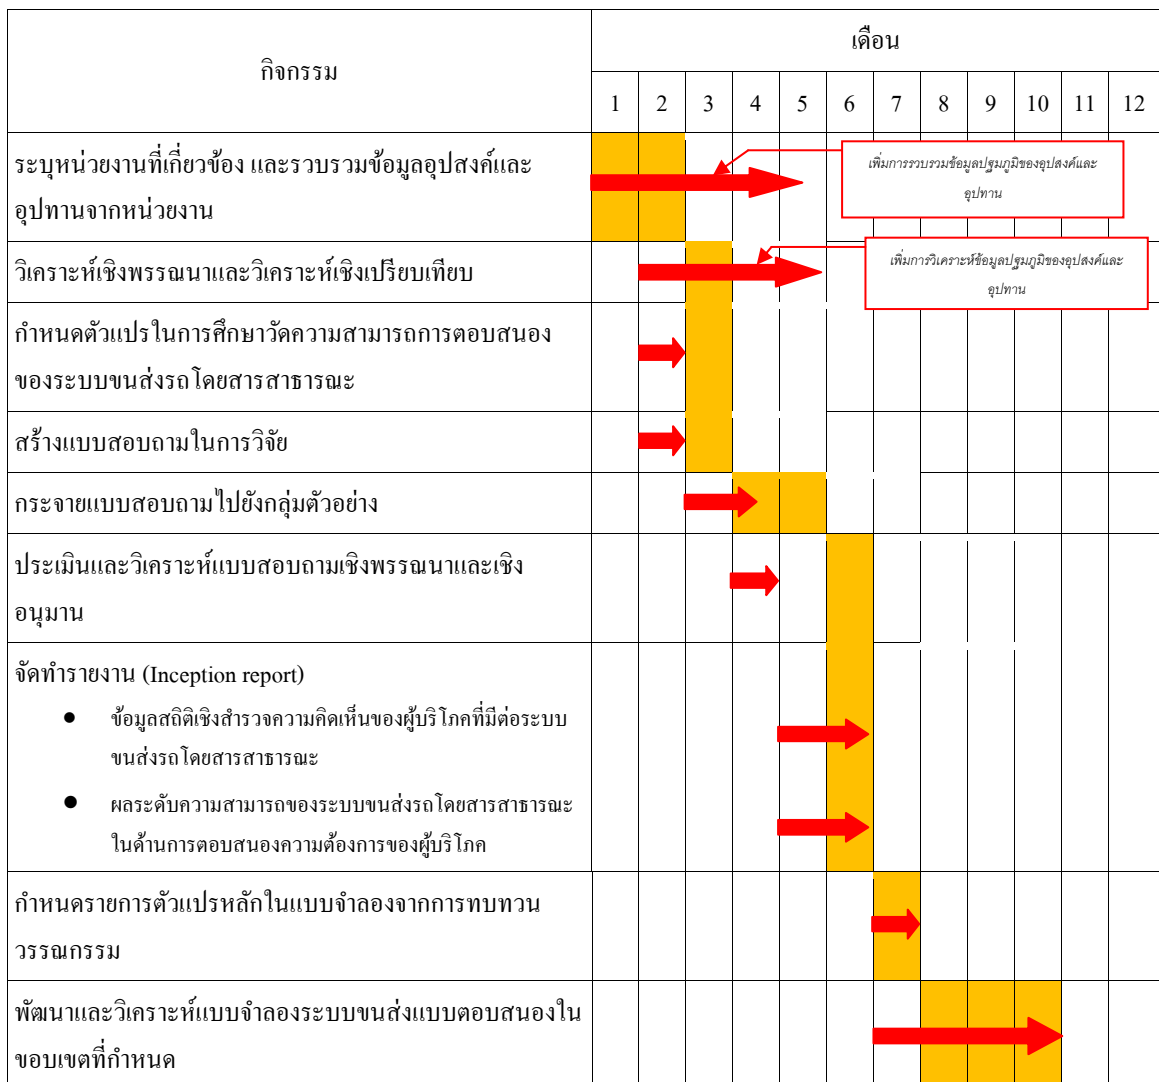 กิจกรรม
เดือน
1 2 3 4 5 6 7 8 9 10 11 12
ระบุหน่วยงานที่เกี่ยวข้อง และรวบรวมข้อมูลอุปสงค์และ
อุปทานจากหน่วยงาน
เพิ่มการรวบรวมข้อมูลปฐมภูมิของอุปสงค์และ
อุปทาน
วิเคราะห์เชิงพรรณนาและวิเคราะห์เชิงเปรียบเทียบ
เพิ่มการวิเคราะห์ข้อมูลปฐมภูมิของอุปสงค์และ
อุปทาน
กำหนดตัวแปรในการศึกษาวัดความสามารถการตอบสนอง
ของระบบขนส่งรถโดยสารสาธารณะ
สร้างแบบสอบถามในการวิจัย
กระจายแบบสอบถามไปยังกลุ่มตัวอย่าง
ประเมินและวิเคราะห์แบบสอบถามเชิงพรรณนาและเชิง
อนุมาน
จัดทำรายงาน (Inception report)
● ข้อมูลสถิติเชิงสำรวจความคิดเห็นของผู้บริโภคที่มีต่อระบบ
ขนส่งรถโดยสารสาธารณะ
● ผลระดับความสามารถของระบบขนส่งรถโดยสารสาธารณะ
ในด้านการตอบสนองความต้องการของผู้บริโภค
กำหนดรายการตัวแปรหลักในแบบจำลองจากการทบทวน
วรรณกรรม
พัฒนาและวิเคราะห์แบบจำลองระบบขนส่งแบบตอบสนองใน
ขอบเขตที่กำหนด